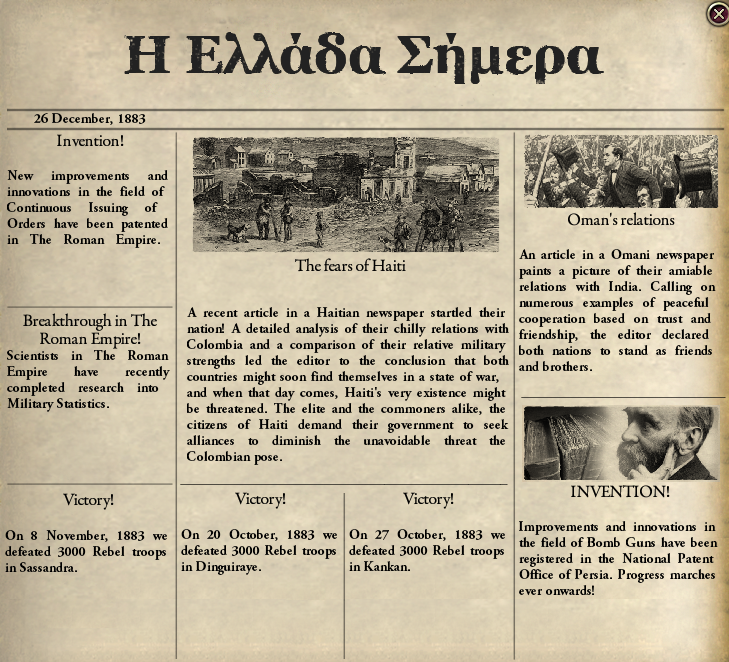 Η Ελλάδα Σήμερα
26 December, 1883
Invention!
New improvements and
innovations in the field of
Continuous Issuing of
Orders have been patented
in The Roman Empire.
Breakthrough in The
Roman Empire!
Scientists in The Roman
Empire have recently
completed research into
Military Statistics.
The fears of Haiti
A recent article in a Haitian newspaper startled their
nation! A detailed analysis of their chilly relations with
Colombia and a comparison of their relative military
strengths led the editor to the conclusion that both
countries might soon find themselves in a state of war,
and when that day comes, Haiti's very existence might
be threatened. The elite and the commoners alike, the
citizens of Haiti demand their government to seek
alliances to diminish the unavoidable threat the
Colombian pose.
Oman's relations
An article in a Omani newspaper
paints a picture of their amiable
relations with India. Calling on
numerous examples of peaceful
cooperation based on trust and
friendship, the editor declared
both nations to stand as friends
and brothers.
INVENTION!
Improvements and innovations in
the field of Bomb Guns have been
registered in the National Patent
Office of Persia. Progress marches
ever onwards!
Victory!
On 8 November, 1883 we
defeated 3000 Rebel troops
in Sassandra.
Victory!
On 20 October, 1883 we
defeated 3000 Rebel troops
in Dinguiraye.
Victory!
On 27 October, 1883 we
defeated 3000 Rebel troops
in Kankan.